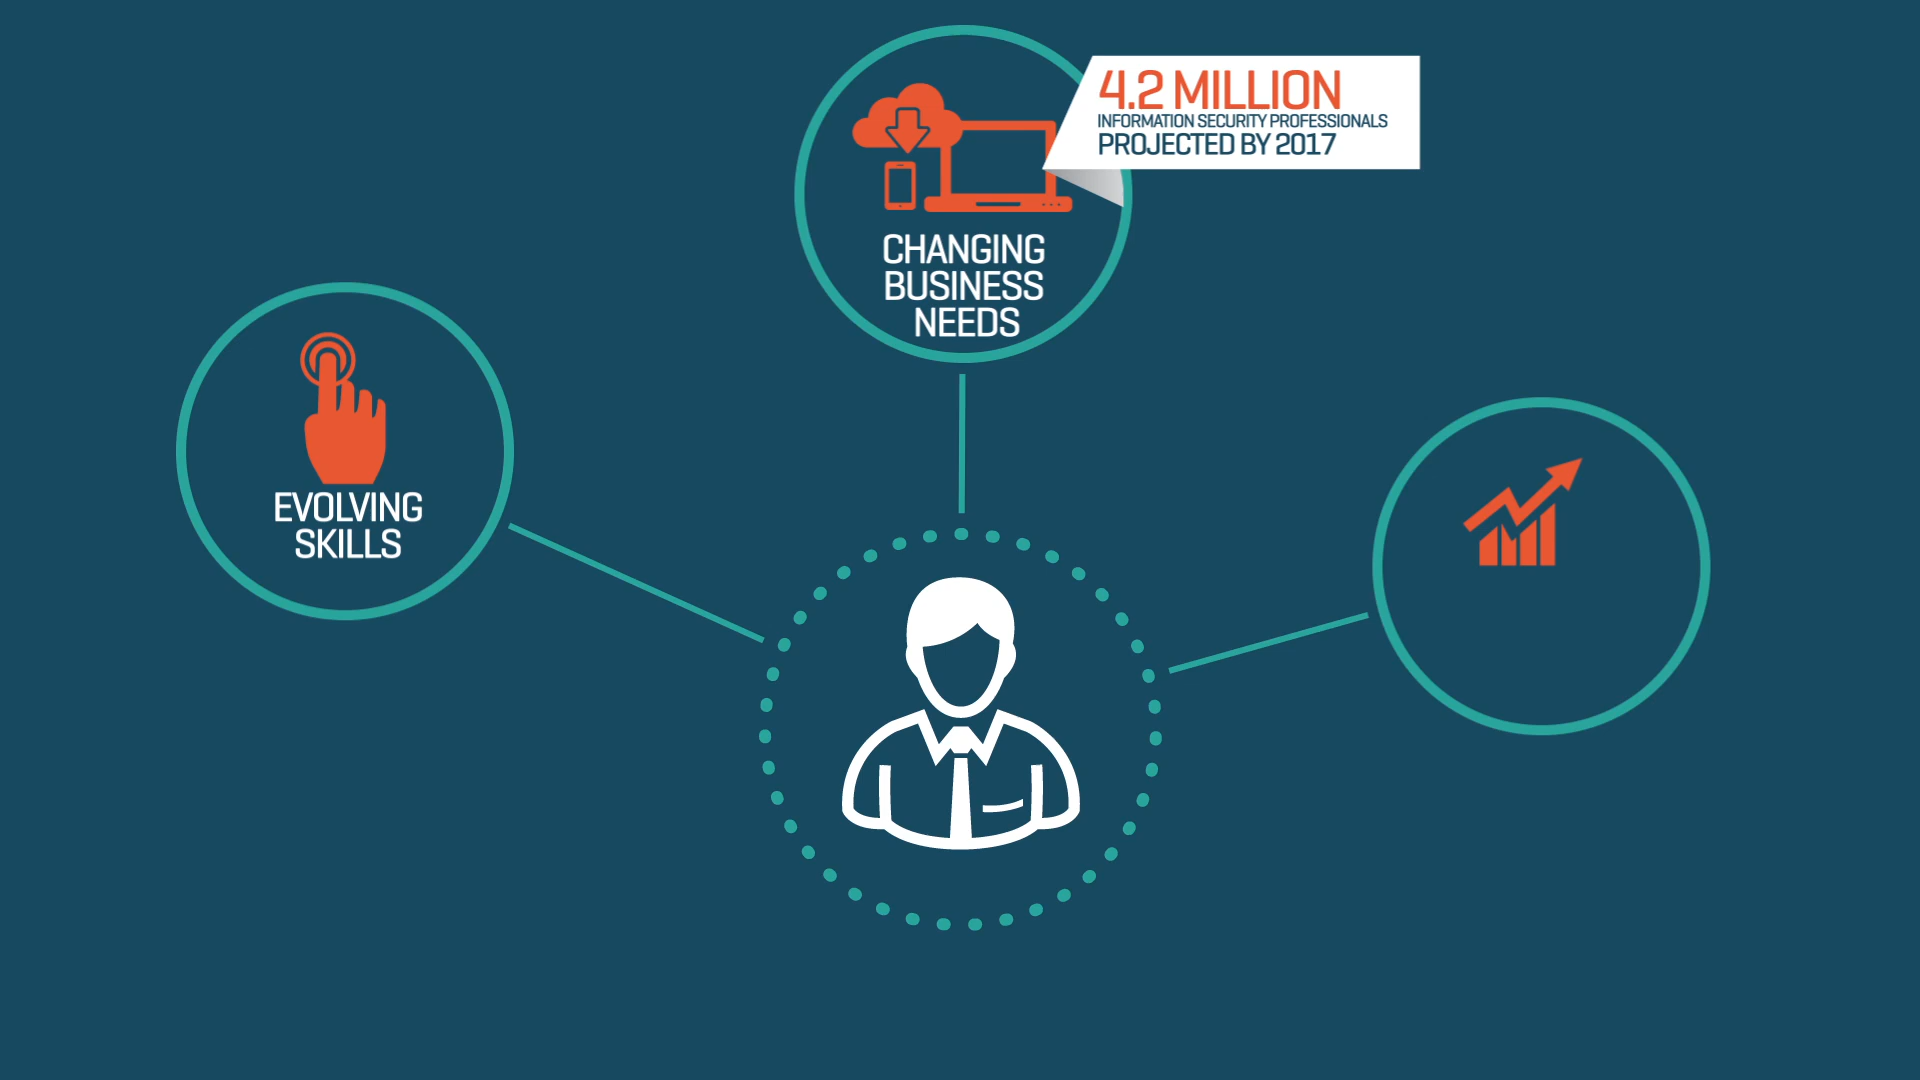 4.2 MILLION
INFORMATION SECURITY PROFESSIONALS
PROJECTED BY 2017
CHANGING
BUSINESS
NEEDS
EVOLVING
SKILLS